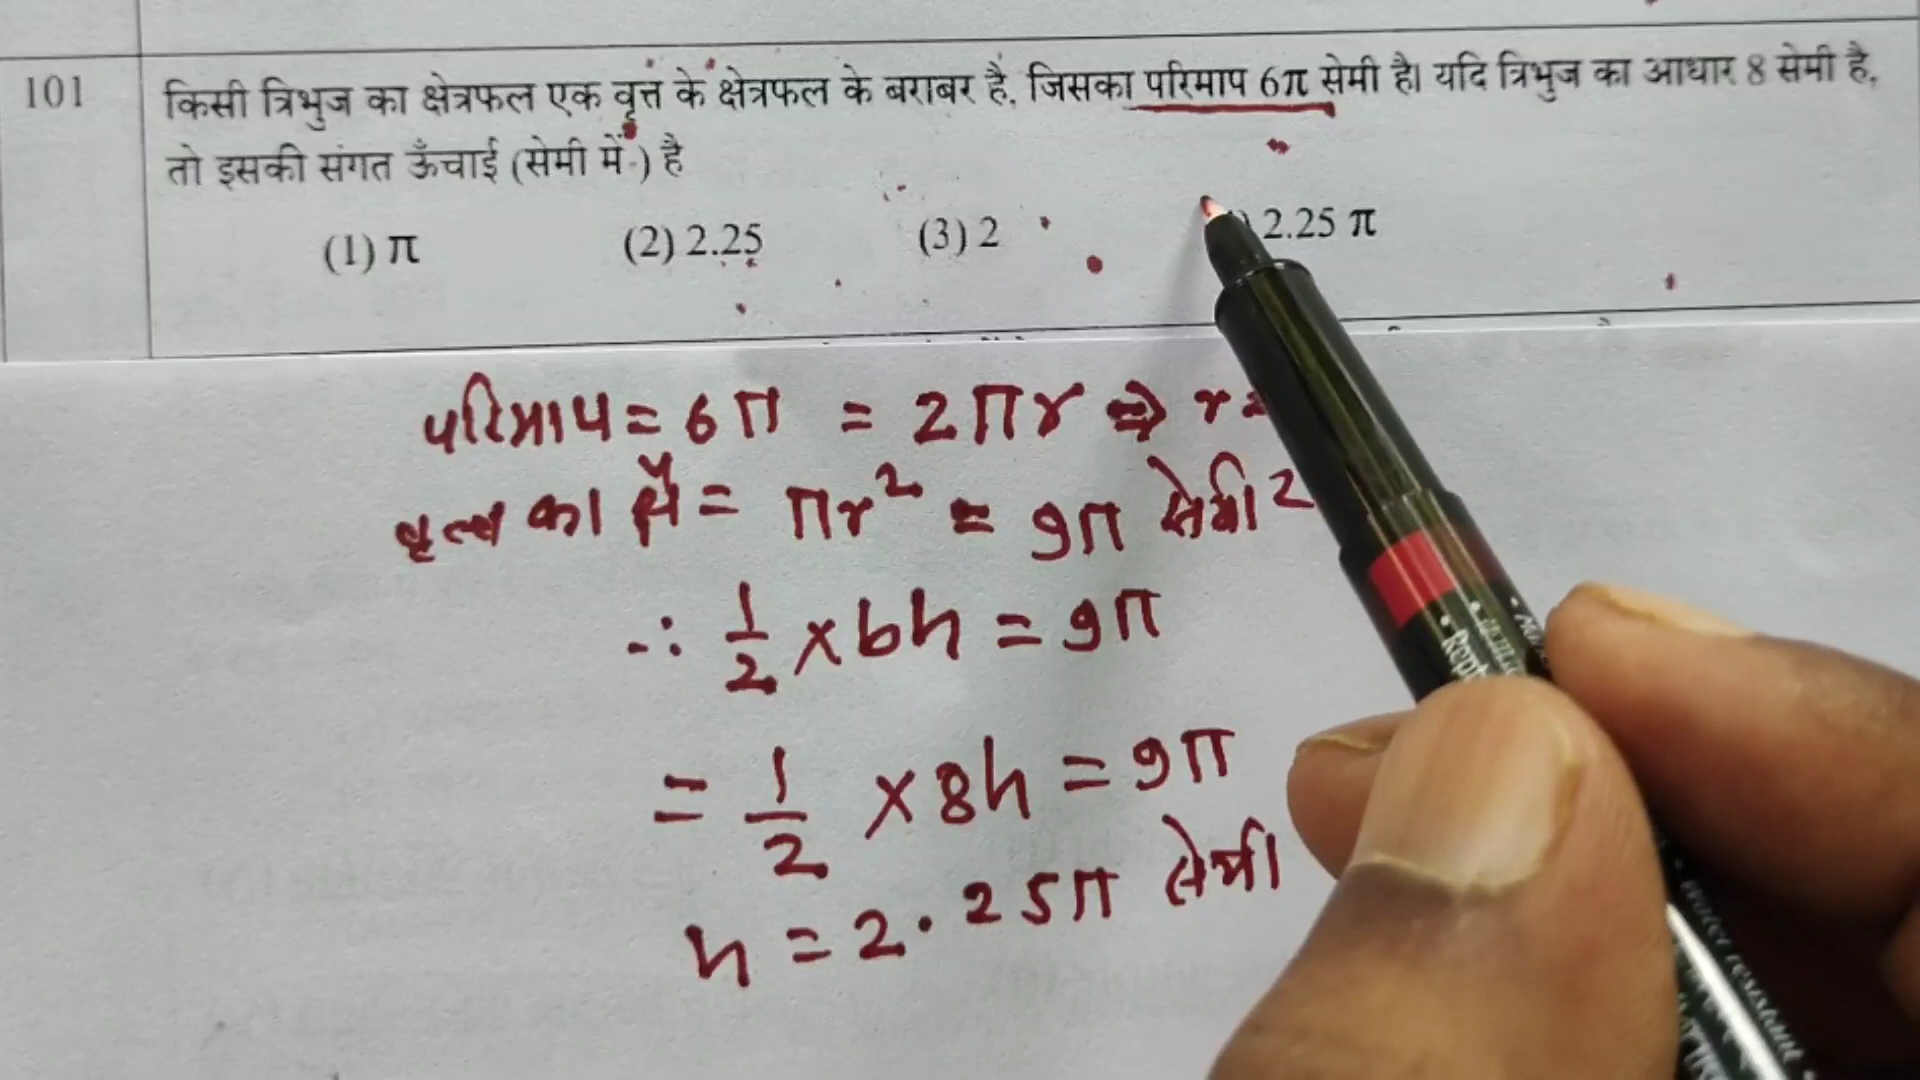 101
किसी त्रिभुज का क्षेत्रफल एक वृत्त के क्षेत्रफल के बराबर है, जिसका परिमाप 6π सेमी है। यदि त्रिभुज का आधार 8 सेमी है,
तो इसकी संगत ऊँचाई (सेमी में) है
(1) π (2) 2.25 (3) 2 ) 2.25 π
परिमाप = 6π = 2πr ⇒ r =
वृत्त का क्षे = πr² = 9π सेमी²
∴ 1/2 × bh = 9π
= 1/2 × 8h = 9π
h = 2.25π सेमी
water resistant